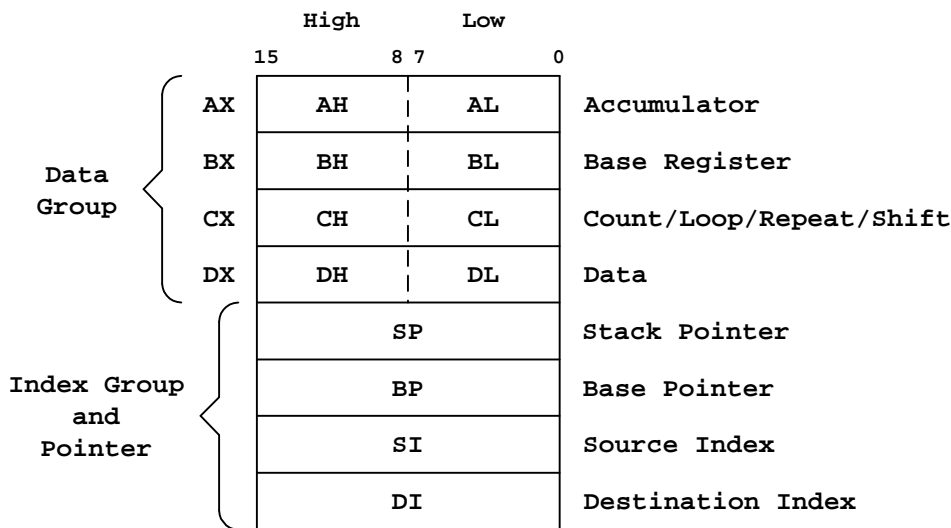 High Low
15 8 7 0
AX AH AL Accumulator
BX BH BL Base Register
Data
Group
CX CH CL Count/Loop/Repeat/Shift
DX DH DL Data
SP Stack Pointer
Index Group
and
Pointer
BP Base Pointer
SI Source Index
DI Destination Index